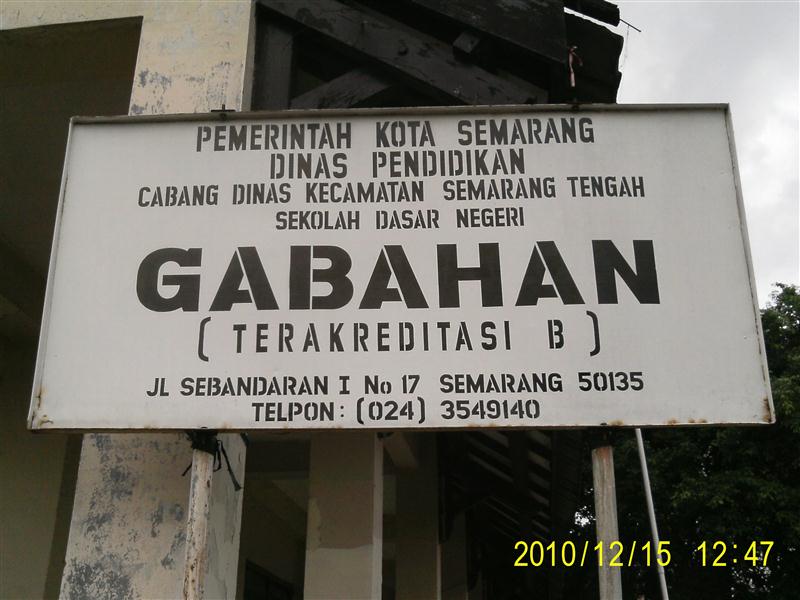 PEMERINTAH KOTA SEMARANG
DINAS PENDIDIKAN
CABANG DINAS KECAMATAN SEMARANG TENGAH
SEKOLAH DASAR NEGERI
GABAHAN
( TERAKREDITASI B )
JL SEBANDARAN I No 17 SEMARANG 50135
TELPON : (024) 3549140
2010/12/15 12:47